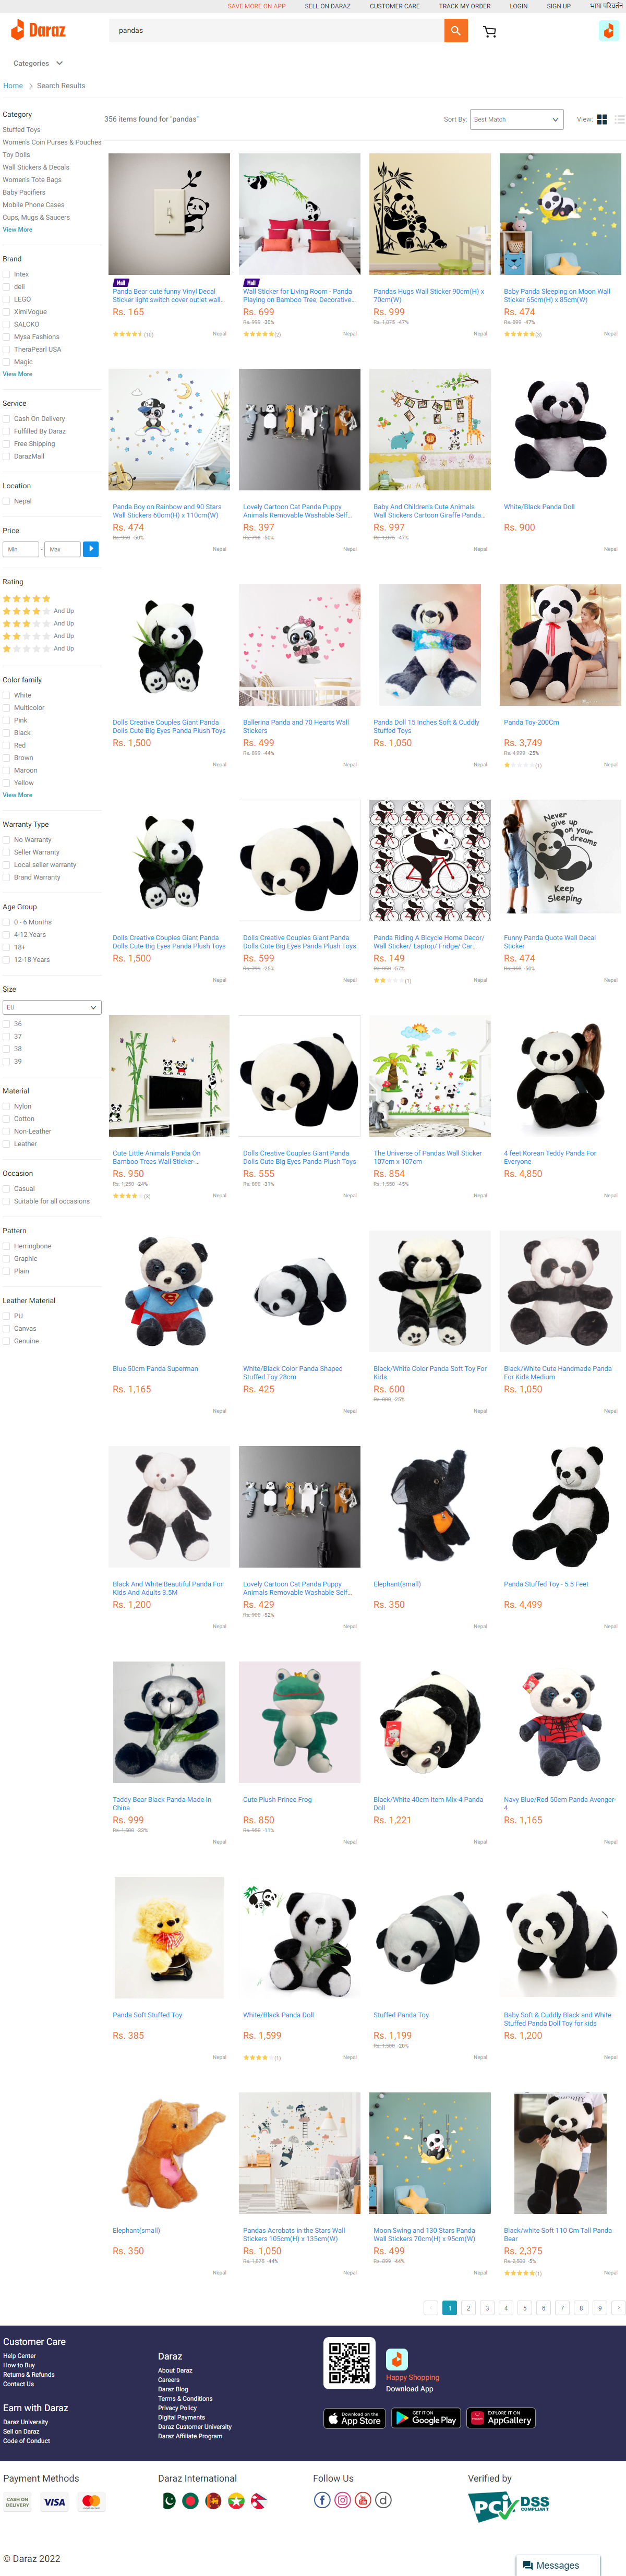 SAVE MORE ON APP
SELL ON DARAZ
CUSTOMER CARE
TRACK MY ORDER
LOGIN
SIGN UP
भाषा परिवर्तन
Daraz
pandas
Categories
Home
Search Results
Category
Stuffed Toys
Women's Coin Purses & Pouches
Toy Dolls
Wall Stickers & Decals
Women's Tote Bags
Baby Pacifiers
Mobile Phone Cases
Cups, Mugs & Saucers
View More
Brand
Intex
deli
LEGO
XimiVogue
SALCKO
Mysa Fashions
TheraPearl USA
Magic
View More
Service
Cash On Delivery
Fulfilled By Daraz
Free Shipping
DarazMall
Location
Nepal
Price
Min
-
Max
Rating
And Up
And Up
And Up
And Up
Color family
White
Multicolor
Pink
Black
Red
Brown
Maroon
Yellow
View More
Warranty Type
No Warranty
Seller Warranty
Local seller warranty
Brand Warranty
Age Group
0 - 6 Months
4-12 Years
18+
12-18 Years
Size
EU
36
37
38
39
Material
Nylon
Cotton
Non-Leather
Leather
Occasion
Casual
Suitable for all occasions
Pattern
Herringbone
Graphic
Plain
Leather Material
PU
Canvas
Genuine
356 items found for "pandas"
Sort By:
Best Match
View:
Mall
Panda Bear cute funny Vinyl Decal
Sticker light switch cover outlet wall...
Rs. 165
(10)
Nepal
Mall
Wall Sticker for Living Room - Panda
Playing on Bamboo Tree, Decorative...
Rs. 699
Rs. 999 -30%
(2)
Nepal
Pandas Hugs Wall Sticker 90cm(H) x
70cm(W)
Rs. 999
Rs. 1,875 -47%
Nepal
Baby Panda Sleeping on Moon Wall
Sticker 65cm(H) x 85cm(W)
Rs. 474
Rs. 899 -47%
(3)
Nepal
Panda Boy on Rainbow and 90 Stars
Wall Stickers 60cm(H) x 110cm(W)
Rs. 474
Rs. 950 -50%
Nepal
Lovely Cartoon Cat Panda Puppy
Animals Removable Washable Self...
Rs. 397
Rs. 799 -50%
Nepal
Baby And Children's Cute Animals
Wall Stickers Cartoon Giraffe Panda...
Rs. 997
Rs. 1,875 -47%
Nepal
White/Black Panda Doll
Rs. 900
Nepal
Dolls Creative Couples Giant Panda
Dolls Cute Big Eyes Panda Plush Toys
Rs. 1,500
Nepal
Ballerina Panda and 70 Hearts Wall
Stickers
Rs. 499
Rs. 899 -44%
Nepal
Panda Doll 15 Inches Soft & Cuddly
Stuffed Toys
Rs. 1,050
Nepal
Panda Toy-200Cm
Rs. 3,749
Rs. 4,999 -25%
(1)
Nepal
Dolls Creative Couples Giant Panda
Dolls Cute Big Eyes Panda Plush Toys
Rs. 1,500
Nepal
Dolls Creative Couples Giant Panda
Dolls Cute Big Eyes Panda Plush Toys
Rs. 599
Rs. 799 -25%
Nepal
Panda Riding A Bicycle Home Decor/
Wall Sticker/ Laptop/ Fridge/ Car...
Rs. 149
Rs. 350 -57%
(1)
Nepal
Never
give up
on your
dreams
Keep
Sleeping
Funny Panda Quote Wall Decal
Sticker
Rs. 474
Rs. 950 -50%
Nepal
Cute Little Animals Panda On
Bamboo Trees Wall Sticker-...
Rs. 950
Rs. 1,250 -24%
(3)
Nepal
Dolls Creative Couples Giant Panda
Dolls Cute Big Eyes Panda Plush Toys
Rs. 555
Rs. 800 -31%
Nepal
The Universe of Pandas Wall Sticker
107cm x 107cm
Rs. 854
Rs. 1,550 -45%
Nepal
4 feet Korean Teddy Panda For
Everyone
Rs. 4,850
Nepal
Blue 50cm Panda Superman
Rs. 1,165
Nepal
White/Black Color Panda Shaped
Stuffed Toy 28cm
Rs. 425
Nepal
Black/White Color Panda Soft Toy For
Kids
Rs. 600
Rs. 800 -25%
Nepal
Black/White Cute Handmade Panda
For Kids Medium
Rs. 1,050
Nepal
Black And White Beautiful Panda For
Kids And Adults 3.5M
Rs. 1,200
Nepal
Lovely Cartoon Cat Panda Puppy
Animals Removable Washable Self...
Rs. 429
Rs. 900 -52%
Nepal
Elephant(small)
Rs. 350
Nepal
Panda Stuffed Toy - 5.5 Feet
Rs. 4,499
Nepal
Taddy Bear Black Panda Made in
China
Rs. 999
Rs. 1,500 -33%
Nepal
Cute Plush Prince Frog
Rs. 850
Rs. 950 -11%
Nepal
Black/White 40cm Item Mix-4 Panda
Doll
Rs. 1,221
Nepal
Navy Blue/Red 50cm Panda Avenger-
4
Rs. 1,165
Nepal
Panda Soft Stuffed Toy
Rs. 385
Nepal
White/Black Panda Doll
Rs. 1,599
(1)
Nepal
Stuffed Panda Toy
Rs. 1,199
Rs. 1,500 -20%
Nepal
Baby Soft & Cuddly Black and White
Stuffed Panda Doll Toy for kids
Rs. 1,200
Nepal
Elephant(small)
Rs. 350
Nepal
Pandas Acrobats in the Stars Wall
Stickers 105cm(H) x 135cm(W)
Rs. 1,050
Rs. 1,875 -44%
Nepal
Moon Swing and 130 Stars Panda
Wall Stickers 70cm(H) x 95cm(W)
Rs. 499
Rs. 899 -44%
Nepal
Black/white Soft 110 Cm Tall Panda
Bear
Rs. 2,375
Rs. 2,500 -5%
(1)
Nepal
1 2 3 4 5 6 7 8 9
Customer Care
Help Center
How to Buy
Returns & Refunds
Contact Us
Earn with Daraz
Daraz University
Sell on Daraz
Code of Conduct
Daraz
About Daraz
Careers
Daraz Blog
Terms & Conditions
Privacy Policy
Digital Payments
Daraz Customer University
Daraz Affiliate Program
Happy Shopping
Download App
Download on the
App Store
GET IT ON
Google Play
EXPLORE IT ON
AppGallery
Payment Methods
CASH ON
DELIVERY
VISA
MasterCard
Daraz International
Follow Us
Verified by
PCI DSS
COMPLIANT
© Daraz 2022
Messages